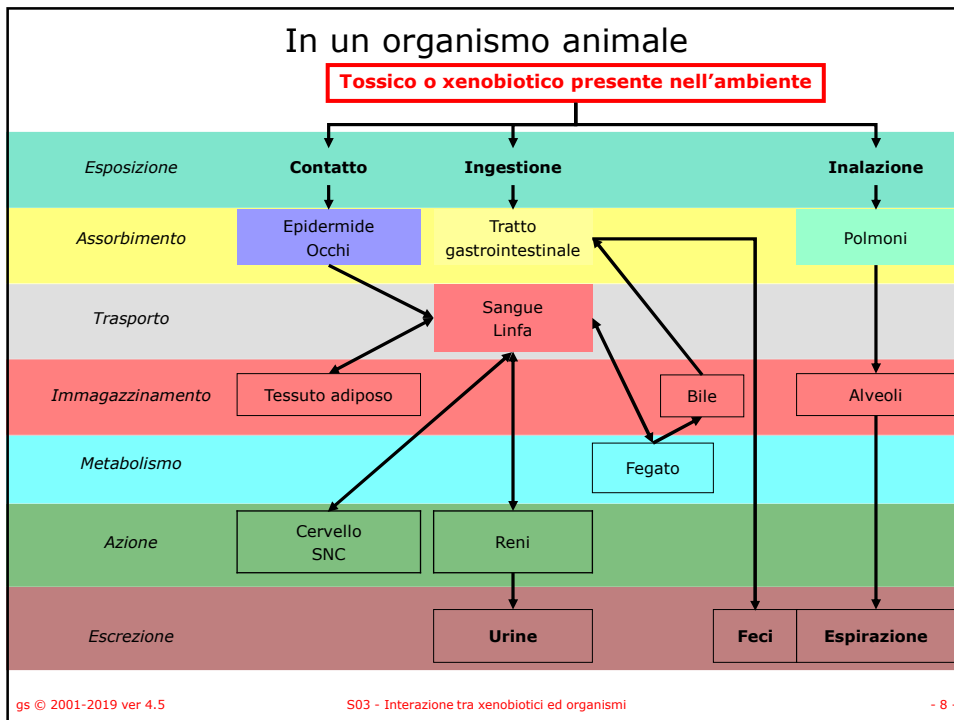 In un organismo animale
Tossico o xenobiotico presente nell'ambiente
Esposizione
Contatto
Ingestione
Inalazione
Assorbimento
Epidermide
Occhi
Tratto
gastrointestinale
Polmoni
Trasporto
Sangue
Linfa
Immagazzinamento
Tessuto adiposo
Bile
Alveoli
Metabolismo
Fegato
Azione
Cervello
SNC
Reni
Escrezione
Urine
Feci
Espirazione
gs © 2001-2019 ver 4.5
S03 - Interazione tra xenobiotici ed organismi
- 8 -